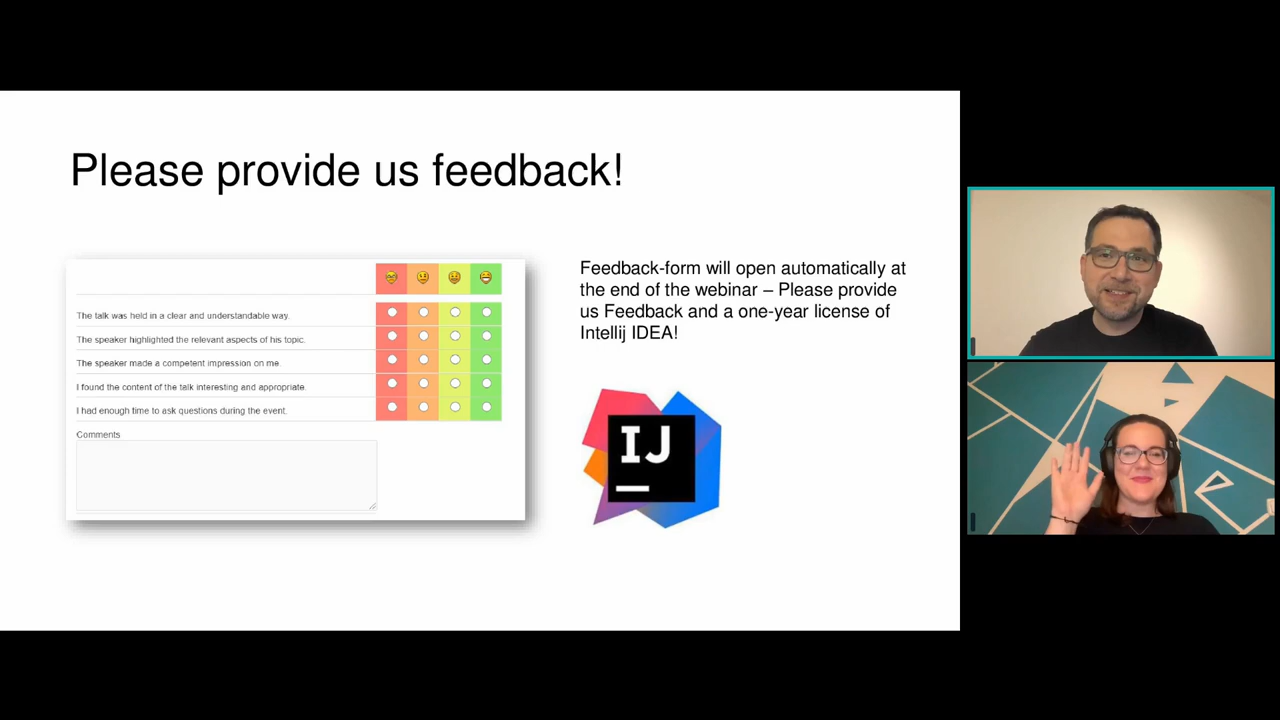 Please provide us feedback!
The talk was held in a clear and understandable way.
The speaker highlighted the relevant aspects of his topic.
The speaker made a competent impression on me.
I found the content of the talk interesting and appropriate.
I had enough time to ask questions during the event.
Comments
Feedback-form will open automatically at
the end of the webinar – Please provide
us Feedback and a one-year license of
Intellij IDEA!
IJ